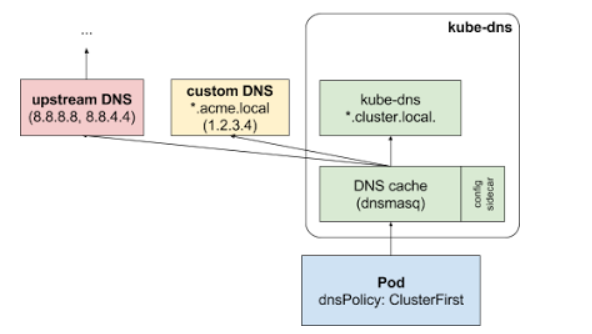 ...
kube-dns
upstream DNS
(8.8.8.8, 8.8.4.4)
custom DNS
*.acme.local
(1.2.3.4)
kube-dns
*.cluster.local.
DNS cache
(dnsmasq)
config
sidecar
Pod
dnsPolicy: ClusterFirst